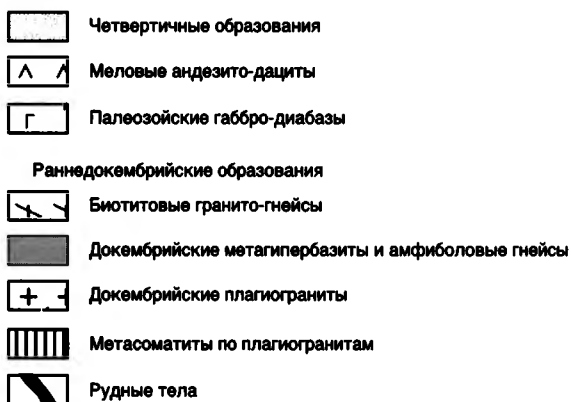 Четвертичные образования
Меловые андезито-дациты
Палеозойские габбро-диабазы
Раннедокембрийские образования
Биотитовые гранито-гнейсы
Докембрийские метагипербазиты и амфиболовые гнейсы
Докембрийские плагиограниты
Метасоматиты по плагиогранитам
Рудные тела